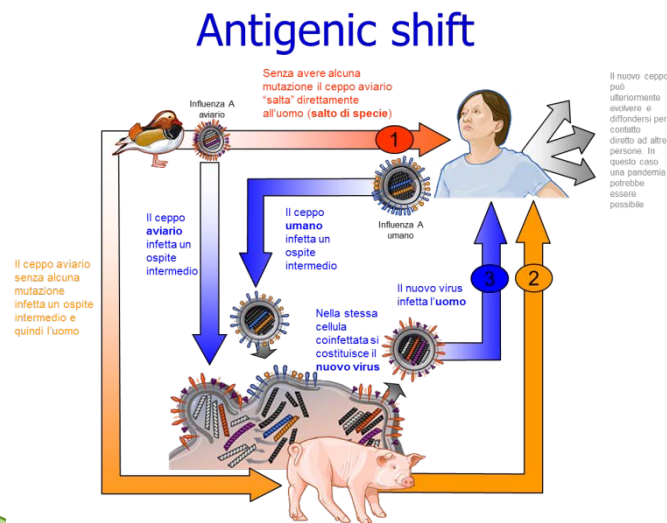 Antigenic shift
Senza avere alcuna
mutazione il ceppo aviario
"salta" direttamente
all'uomo (salto di specie)
Influenza A
aviario
1
Il nuovo ceppo
può
ulteriormente
evolvere e
diffondersi per
contatto
diretto ad altre
persone. In
questo caso
una pandemia
potrebbe
essere
possibile
Il ceppo
aviario
infetta un
ospite
intermedio
Il ceppo
umano
infetta un
ospite
intermedio
Influenza A
umano
Il ceppo aviario
senza alcuna
mutazione
infetta un ospite
intermedio e
quindi l'uomo
Il nuovo virus
infetta l'uomo
3
2
Nella stessa
cellula
coinfettata si
costituisce il
nuovo virus